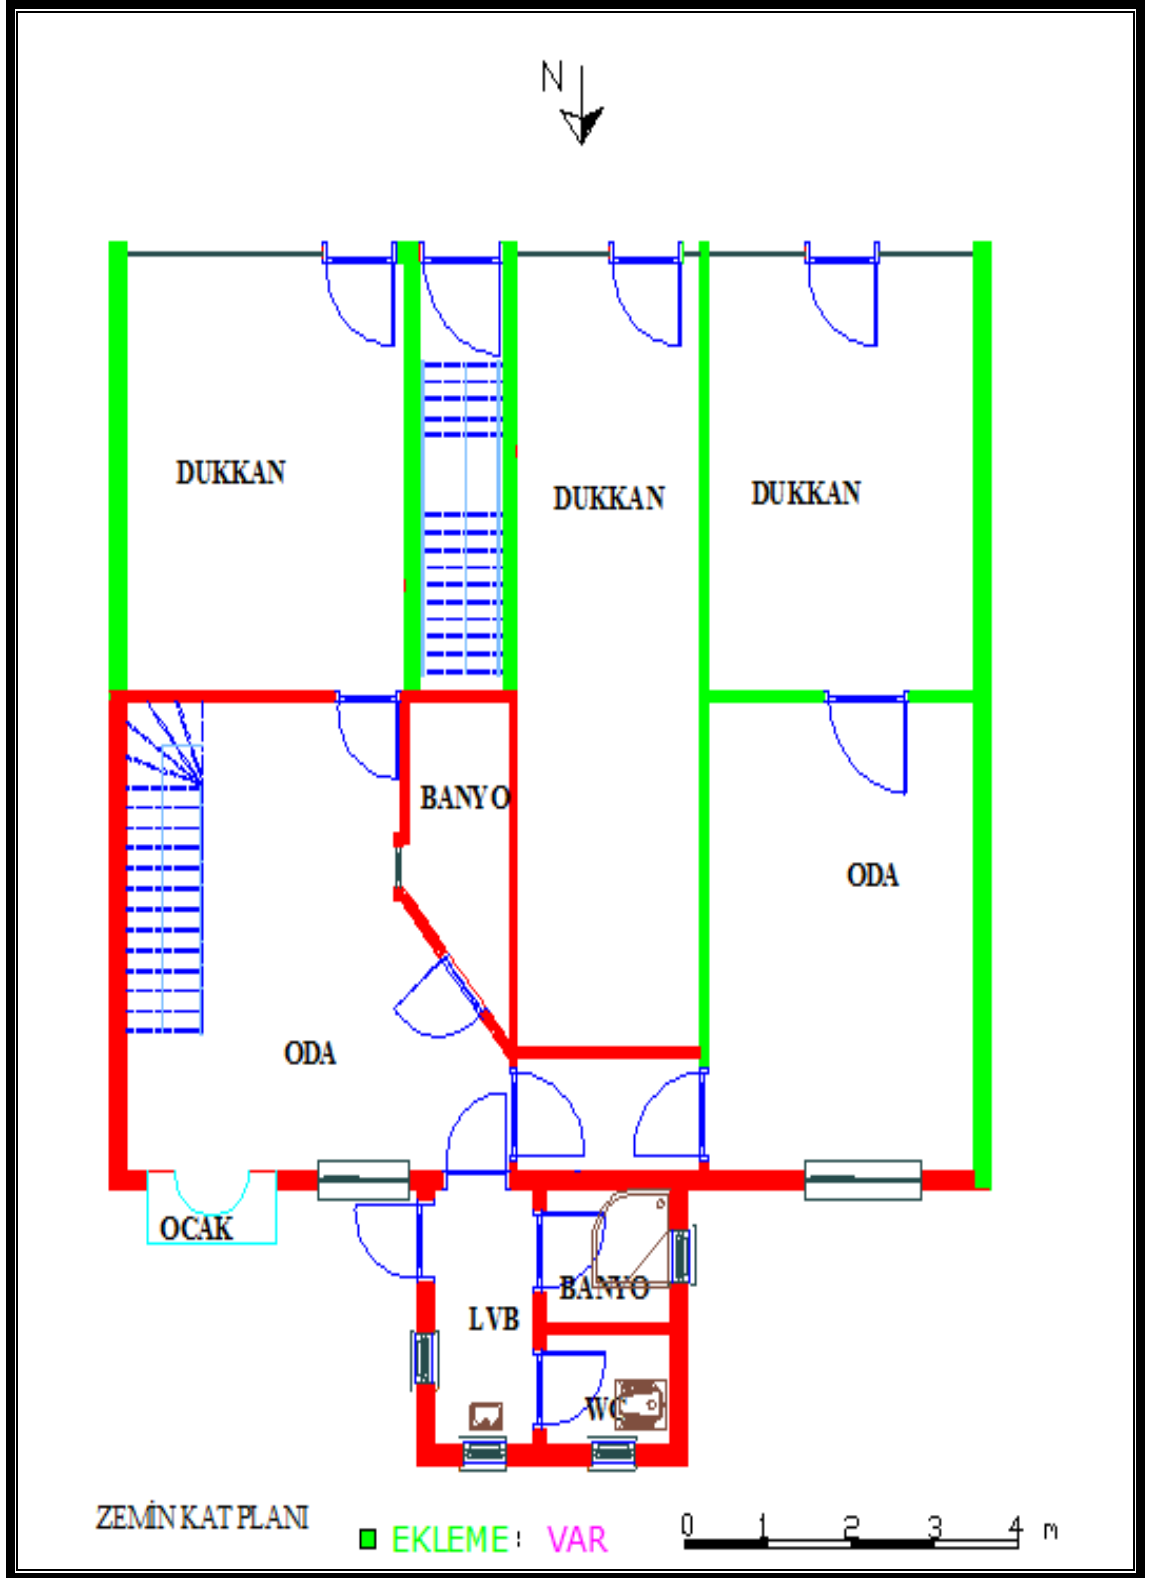 N
DUKKAN
DUKKAN
DUKKAN
BANYO
ODA
ODA
OCAK
BANYO
LVB
WC
ZEMİN KAT PLANI
EKLEME : VAR
0 1 2 3 4 m